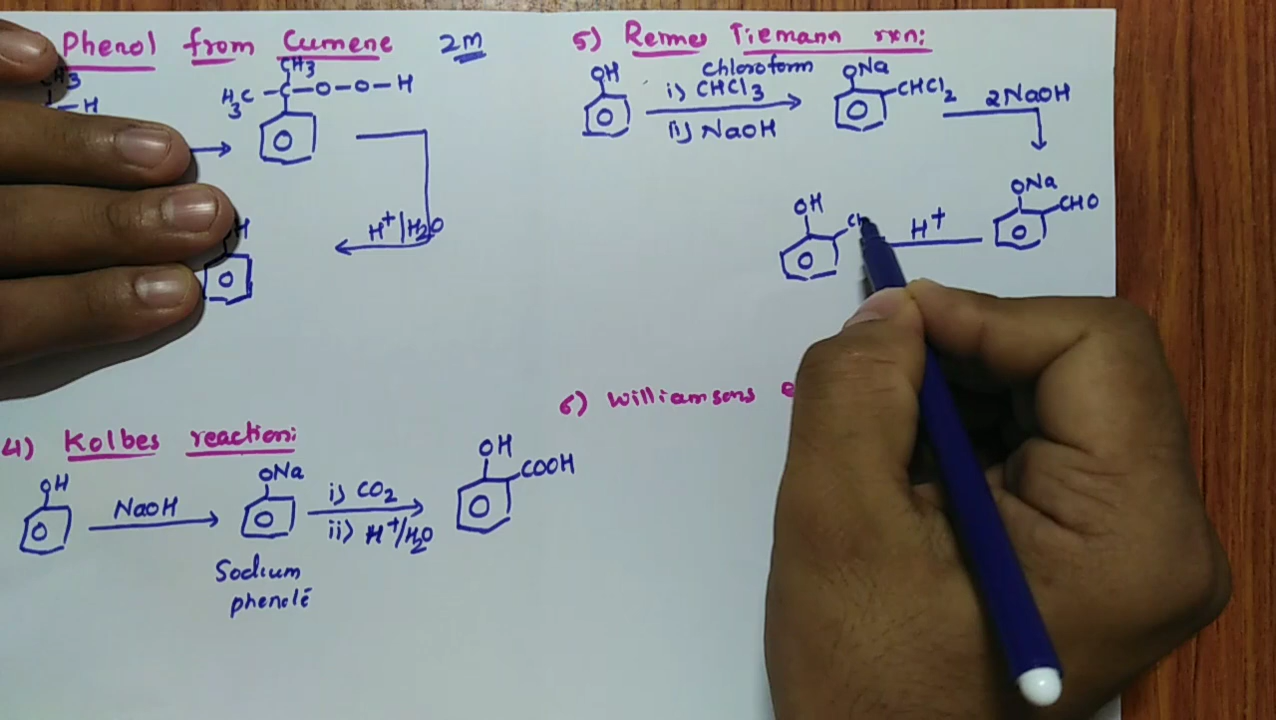 Phenol from Cumene 2m
CH3
H3C -C-O-O-H
H
H+/H2O
H
4) Kolbes reaction:
OH
NaOH
ONa
i) CO2
ii) H+/H2O
OH
COOH
Sodium
phenolé
5) Reimer Tiemann rxn:
OH
chloroform
i) CHCl3
ii) NaOH
ONa
CHCl2
2NaOH
ONa
CHO
H+
OH
6) Williamsons